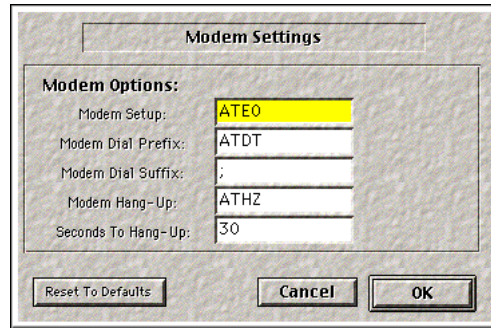 Modem Settings
Modem Options:
Modem Setup: ATE0
Modem Dial Prefix: ATDT
Modem Dial Suffix: ;
Modem Hang-Up: ATHZ
Seconds To Hang-Up: 30
Reset To Defaults Cancel OK